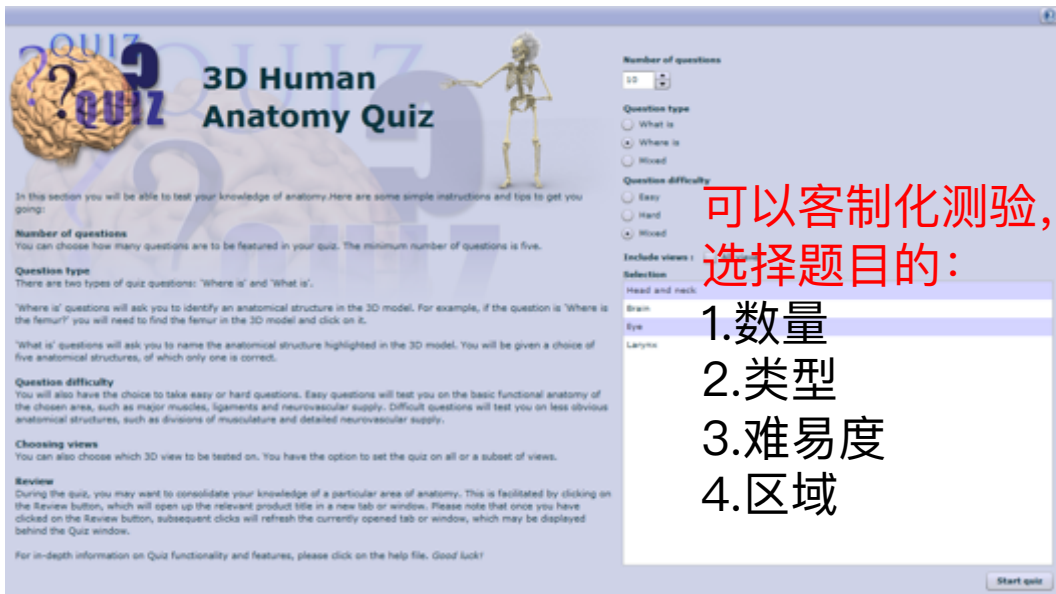 QUIZ
QUIZ
QUIZ
3D Human
Anatomy Quiz
In this section you will be able to test your knowledge of anatomy.Here are some simple instructions and tips to get you
going:
Number of questions
You can choose how many questions are to be featured in your quiz. The minimum number of questions is five.
Question type
There are two types of quiz questions: 'Where is' and 'What is'.
'Where is' questions will ask you to identify an anatomical structure in the 3D model. For example, if the question is 'Where is
the femur?' you will need to find the femur in the 3D model and click on it.
'What is' questions will ask you to name the anatomical structure highlighted in the 3D model. You will be given a choice of
five anatomical structures, of which only one is correct.
Question difficulty
You will also have the choice to take easy or hard questions. Easy questions will test you on the basic functional anatomy of
the chosen area, such as major muscles, ligaments and neurovascular supply. Difficult questions will test you on less obvious
anatomical structures, such as divisions of musculature and detailed neurovascular supply.
Choosing views
You can also choose which 3D view to be tested on. You have the option to set the quiz on all or a subset of views.
Review
During the quiz, you may want to consolidate your knowledge of a particular area of anatomy. This is facilitated by clicking on
the Review button, which will open up the relevant product title in a new tab or window. Please note that once you have
clicked on the Review button, subsequent clicks will refresh the currently opened tab or window, which may be displayed
behind the Quiz window.
For in-depth information on Quiz functionality and features, please click on the help file. Good luck!
Number of questions
10
Question type
What is
Where is
Mixed
Question difficulty
Easy
Hard
Mixed
Include views :
Selection
Head and neck
Brain
Eye
Larynx
可以客制化测验，
选择题目的：
1.数量
2.类型
3.难易度
4.区域
Start quiz